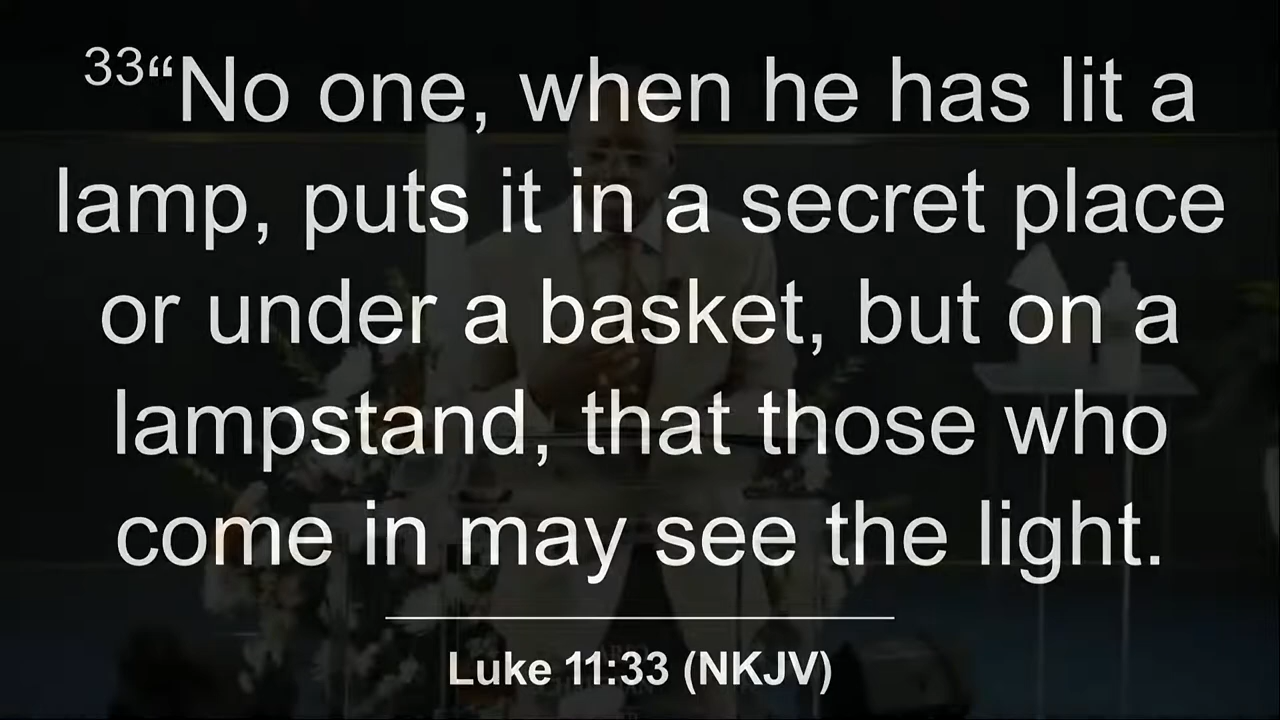 33“No one, when he has lit a
lamp, puts it in a secret place
or under a basket, but on a
lampstand, that those who
come in may see the light.
Luke 11:33 (NKJV)